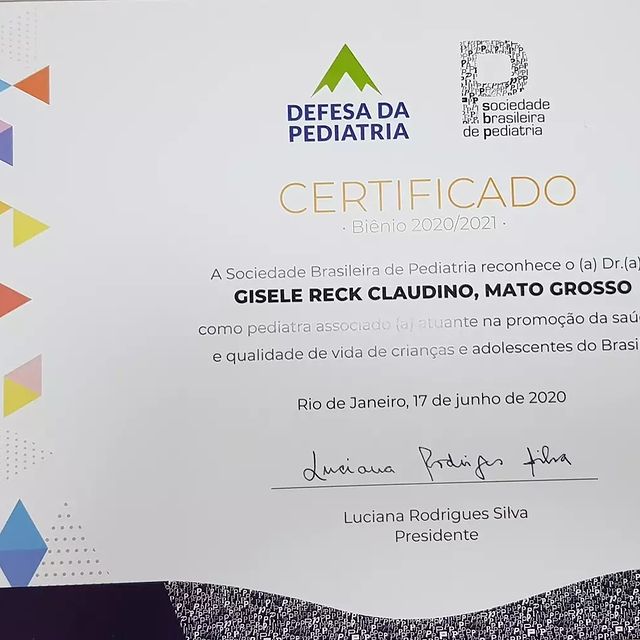 DEFESA DA
PEDIATRIA
sociedade
brasileira
de pediatria
CERTIFICADO
· Biênio 2020/2021 ·
A Sociedade Brasileira de Pediatria reconhece o (a) Dr.(a)
GISELE RECK CLAUDINO, MATO GROSSO
como pediatra associado (a) atuante na promoção da saú
e qualidade de vida de crianças e adolescentes do Brasi
Rio de Janeiro, 17 de junho de 2020
Luciana Rodrigues Silva
Luciana Rodrigues Silva
Presidente